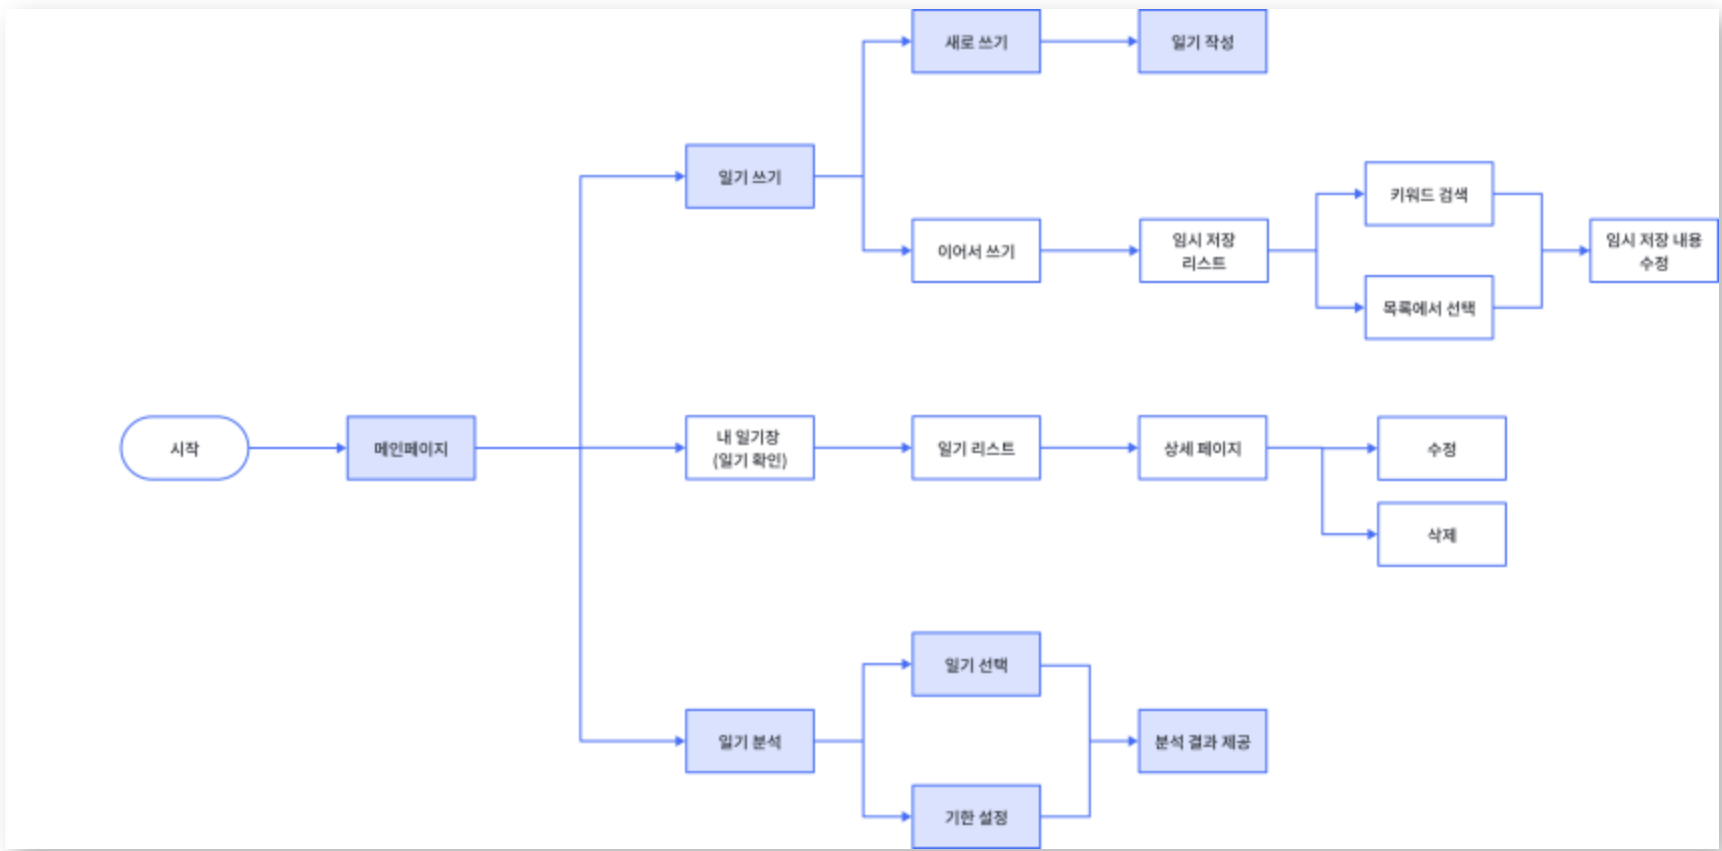 새로 쓰기
일기 작성
일기 쓰기
키워드 검색
이어서 쓰기
임시 저장
리스트
임시 저장 내용
수정
목록에서 선택
시작
메인페이지
내 일기장
(일기 확인)
일기 리스트
상세 페이지
수정
삭제
일기 선택
일기 분석
분석 결과 제공
기한 설정